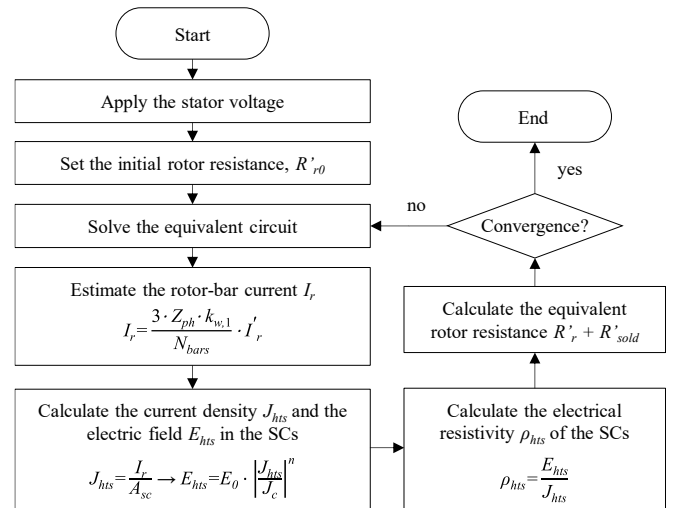 Start
Apply the stator voltage
Set the initial rotor resistance, R'r0
Solve the equivalent circuit
Estimate the rotor-bar current Ir
Ir = 3 · Zph · kw,1 / Nbars · I'r
Calculate the current density Jhts and the
electric field Ehts in the SCs
Jhts = Ir / Asc → Ehts = E0 · |Jhts / Jc|^n
Calculate the electrical
resistivity ρhts of the SCs
ρhts = Ehts / Jhts
Calculate the equivalent
rotor resistance R'r + R'sold
Convergence?
no
yes
End